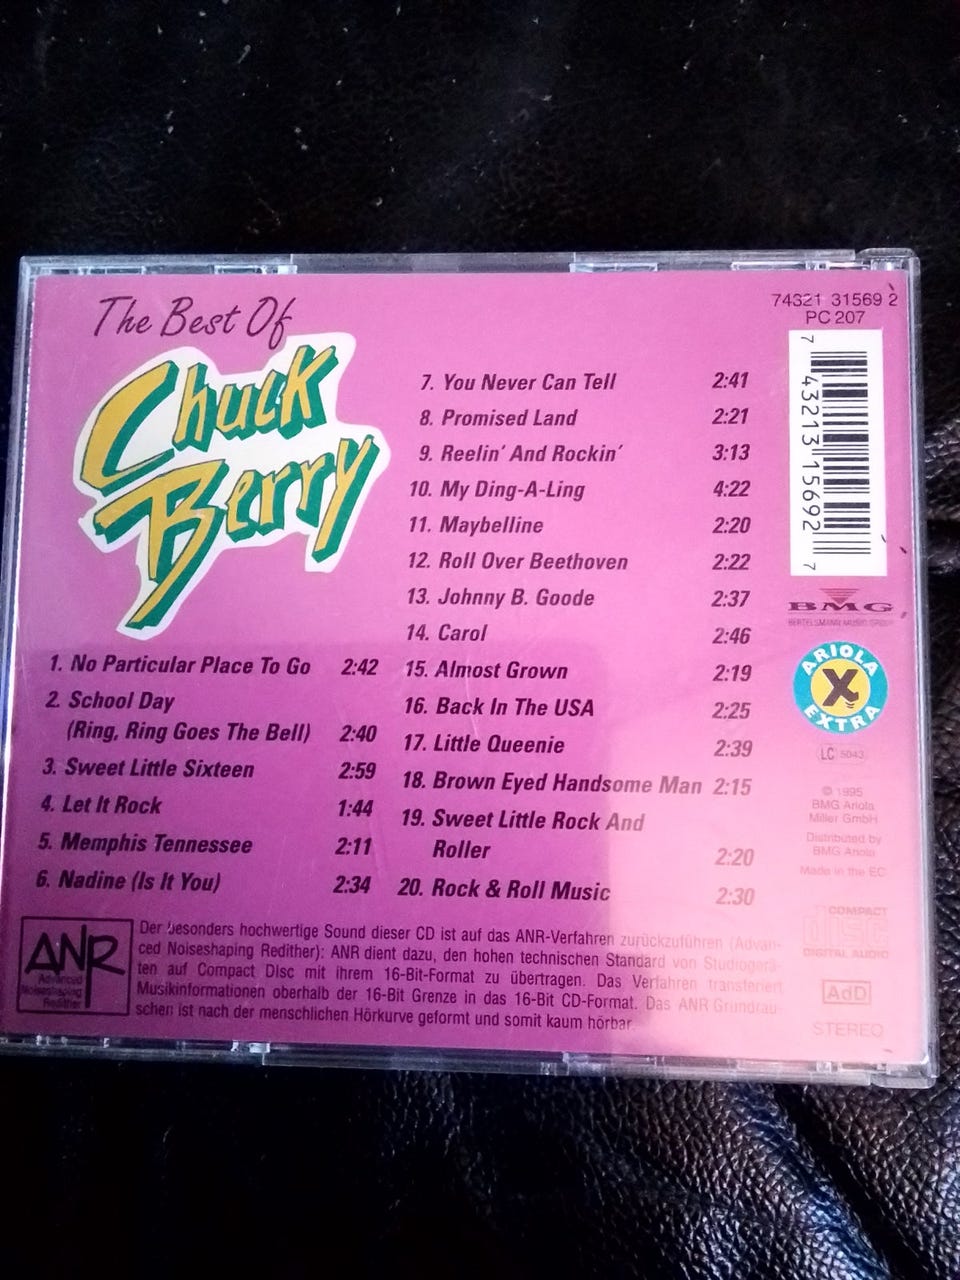 The Best Of
Chuck
Berry
1. No Particular Place To Go 2:42
2. School Day
(Ring, Ring Goes The Bell) 2:40
3. Sweet Little Sixteen 2:59
4. Let It Rock 1:44
5. Memphis Tennessee 2:11
6. Nadine (Is It You) 2:34
7. You Never Can Tell 2:41
8. Promised Land 2:21
9. Reelin' And Rockin' 3:13
10. My Ding-A-Ling 4:22
11. Maybelline 2:20
12. Roll Over Beethoven 2:22
13. Johnny B. Goode 2:37
14. Carol 2:46
15. Almost Grown 2:19
16. Back In The USA 2:25
17. Little Queenie 2:39
18. Brown Eyed Handsome Man 2:15
19. Sweet Little Rock And
Roller 2:20
20. Rock & Roll Music 2:30
74321 31569 2
PC 207
7 43213 15692 7
BMG
BERTELSMANN MUSIC GROUP
ARIOLA
X
EXTRA
LC 5043
℗ 1995
BMG Ariola
Miller GmbH
Distributed by
BMG Ariola
Made in the EC
COMPACT
disc
DIGITAL AUDIO
AdD
STEREO
ANR
Advanced
Noiseshaping
Redither
Der besonders hochwertige Sound dieser CD ist auf das ANR-Verfahren zurückzuführen (Advan-
ced Noiseshaping Redither): ANR dient dazu, den hohen technischen Standard von Studiogerä-
ten auf Compact Disc mit ihrem 16-Bit-Format zu übertragen. Das Verfahren transferiert
Musikinformationen oberhalb der 16-Bit Grenze in das 16-Bit CD-Format. Das ANR Grundrau-
schen ist nach der menschlichen Hörkurve geformt und somit kaum hörbar